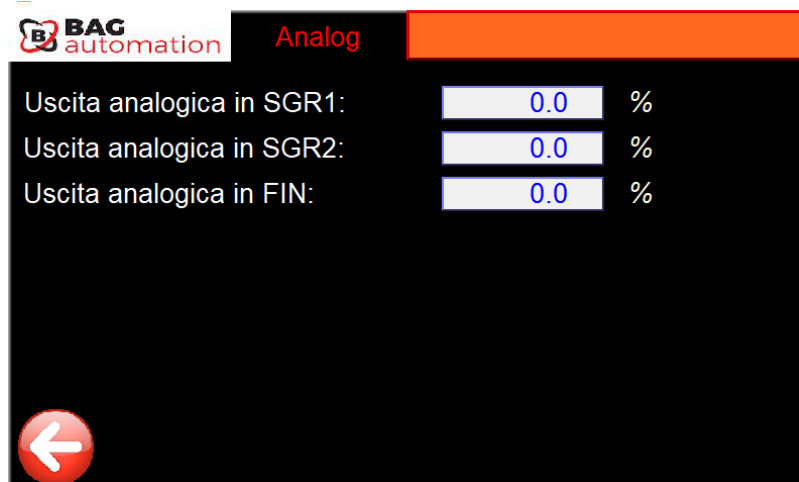 BAG
automation
Analog
Uscita analogica in SGR1: 0.0 %
Uscita analogica in SGR2: 0.0 %
Uscita analogica in FIN: 0.0 %